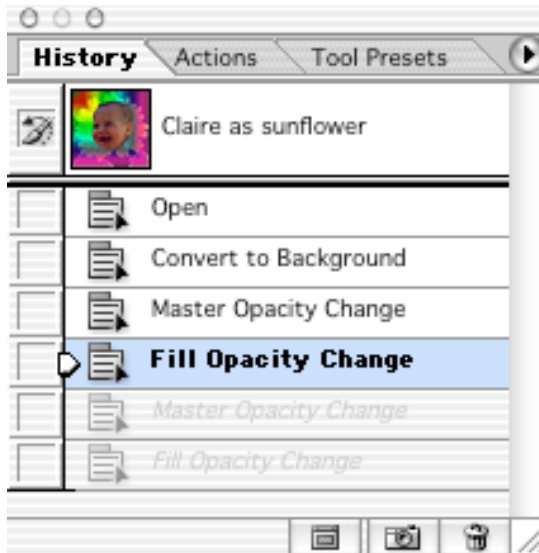 History Actions Tool Presets
Claire as sunflower
Open
Convert to Background
Master Opacity Change
Fill Opacity Change
Master Opacity Change
Fill Opacity Change